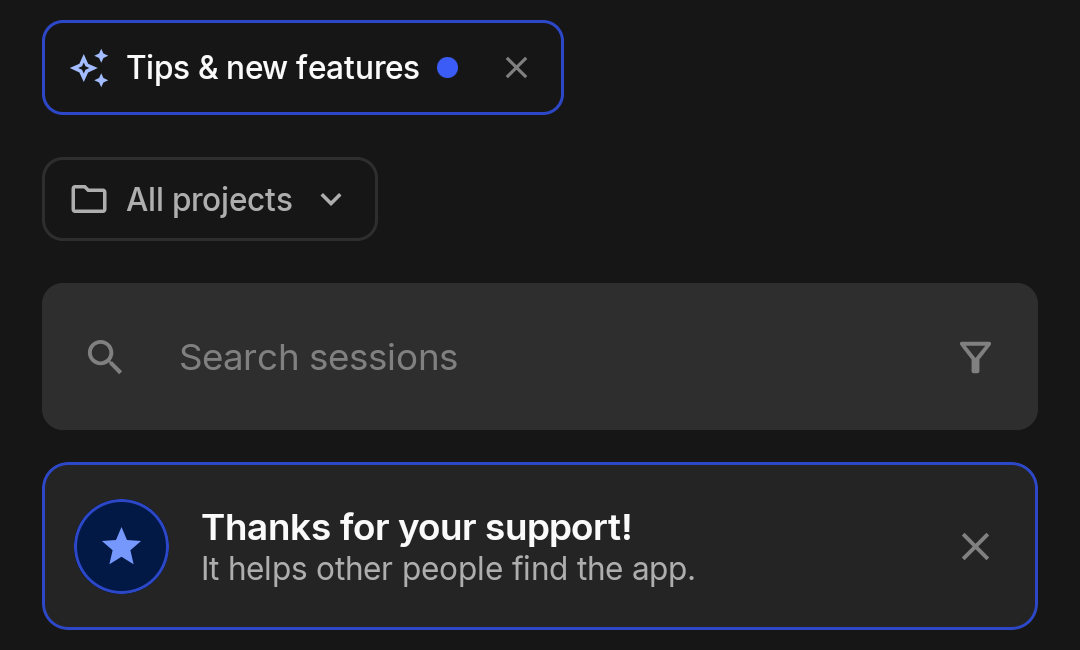 Tips & new features
All projects
Search sessions
Thanks for your support!
It helps other people find the app.